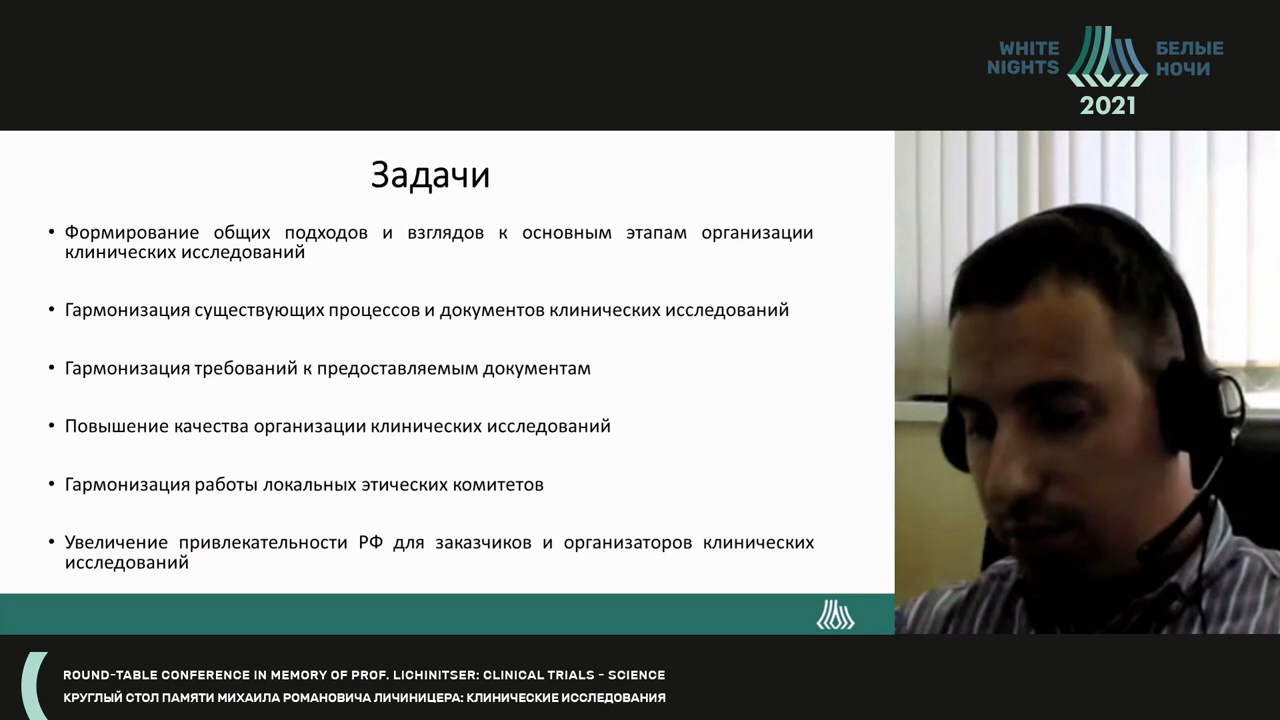 WHITE NIGHTS
БЕЛЫЕ НОЧИ
2021
Задачи
• Формирование общих подходов и взглядов к основным этапам организации
клинических исследований
• Гармонизация существующих процессов и документов клинических исследований
• Гармонизация требований к предоставляемым документам
• Повышение качества организации клинических исследований
• Гармонизация работы локальных этических комитетов
• Увеличение привлекательности РФ для заказчиков и организаторов клинических
исследований
ROUND-TABLE CONFERENCE IN MEMORY OF PROF. LICHINITSER: CLINICAL TRIALS - SCIENCE
КРУГЛЫЙ СТОЛ ПАМЯТИ МИХАИЛА РОМАНОВИЧА ЛИЧИНИЦЕРА: КЛИНИЧЕСКИЕ ИССЛЕДОВАНИЯ